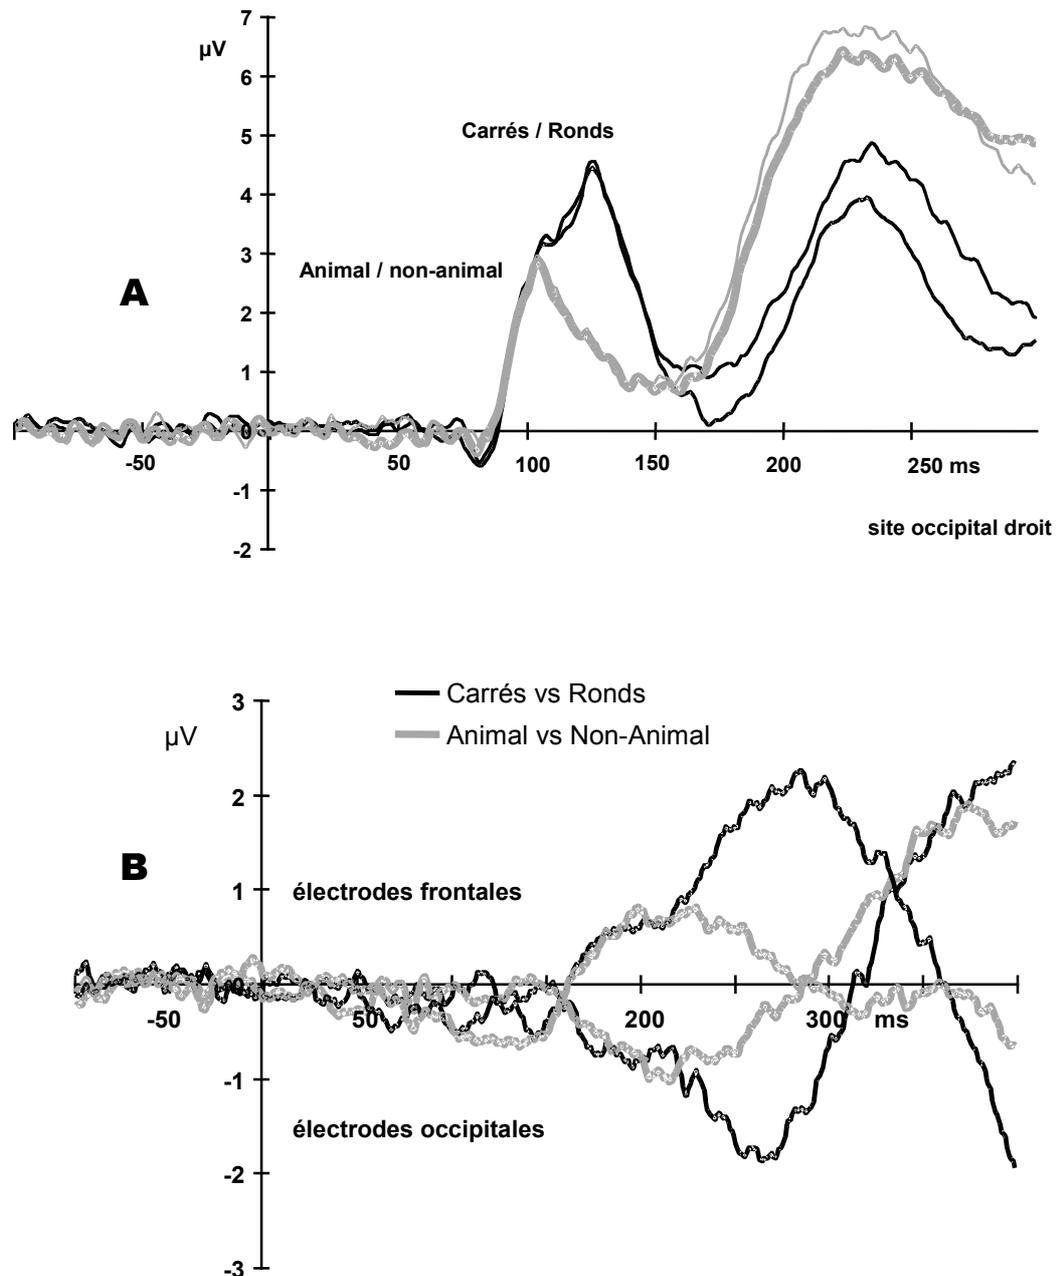 7
µV
6
5
Carrés / Ronds
4
3
Animal / non-animal
A
2
1
0
-50
50
100
150
200
250 ms
-1
site occipital droit
-2
Carrés vs Ronds
3
µV
Animal vs Non-Animal
2
B
1
électrodes frontales
0
-50
50
200
300
ms
-1
électrodes occipitales
-2
-3